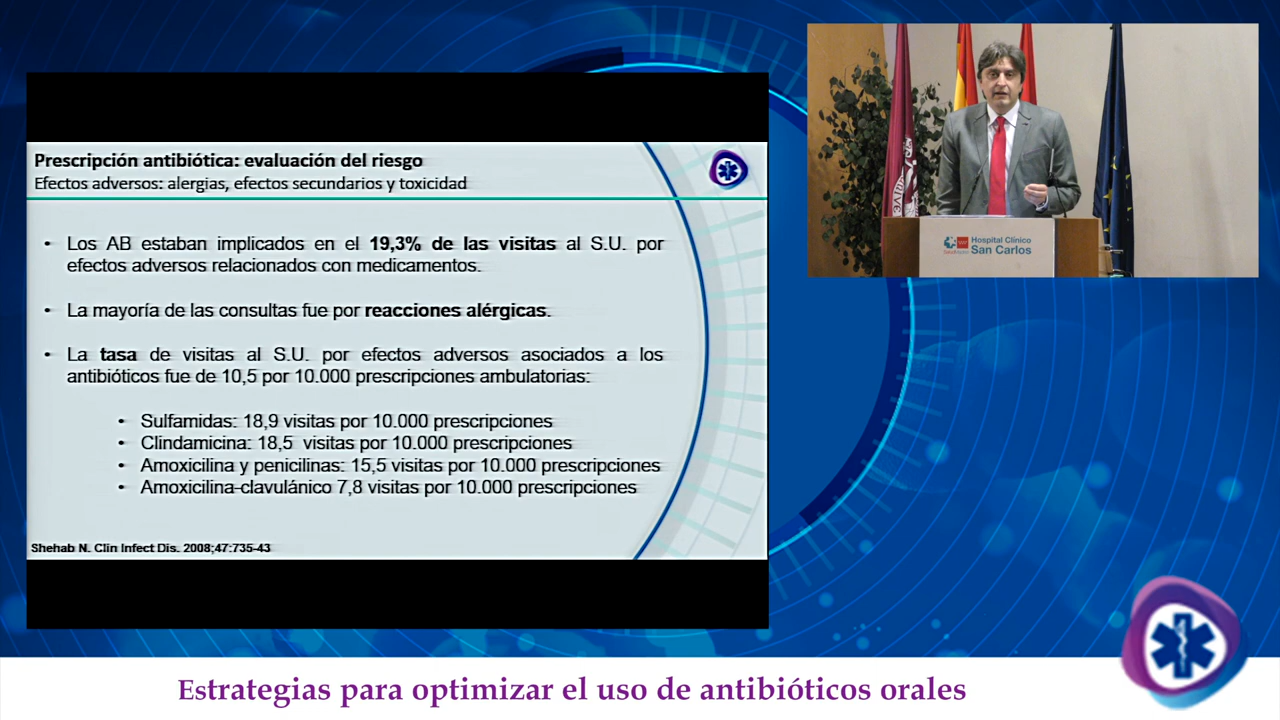 Prescripción antibiótica: evaluación del riesgo
Efectos adversos: alergias, efectos secundarios y toxicidad
• Los AB estaban implicados en el 19,3% de las visitas al S.U. por
efectos adversos relacionados con medicamentos.
• La mayoría de las consultas fue por reacciones alérgicas.
• La tasa de visitas al S.U. por efectos adversos asociados a los
antibióticos fue de 10,5 por 10.000 prescripciones ambulatorias:
• Sulfamidas: 18,9 visitas por 10.000 prescripciones
• Clindamicina: 18,5 visitas por 10.000 prescripciones
• Amoxicilina y penicilinas: 15,5 visitas por 10.000 prescripciones
• Amoxicilina-clavulánico 7,8 visitas por 10.000 prescripciones
Shehab N. Clin Infect Dis. 2008;47:735-43
Hospital Clínico
San Carlos
Estrategias para optimizar el uso de antibióticos orales